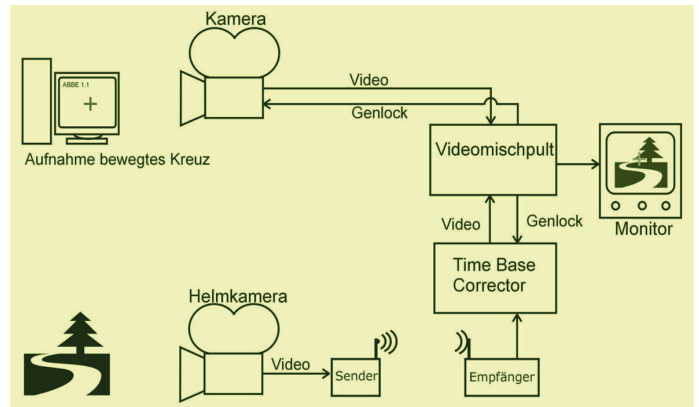 Kamera
ABBE 1.1
Video
Genlock
Aufnahme bewegtes Kreuz
Videomischpult
Video
Genlock
Monitor
Time Base
Corrector
Helmkamera
Video
Sender
Empfänger